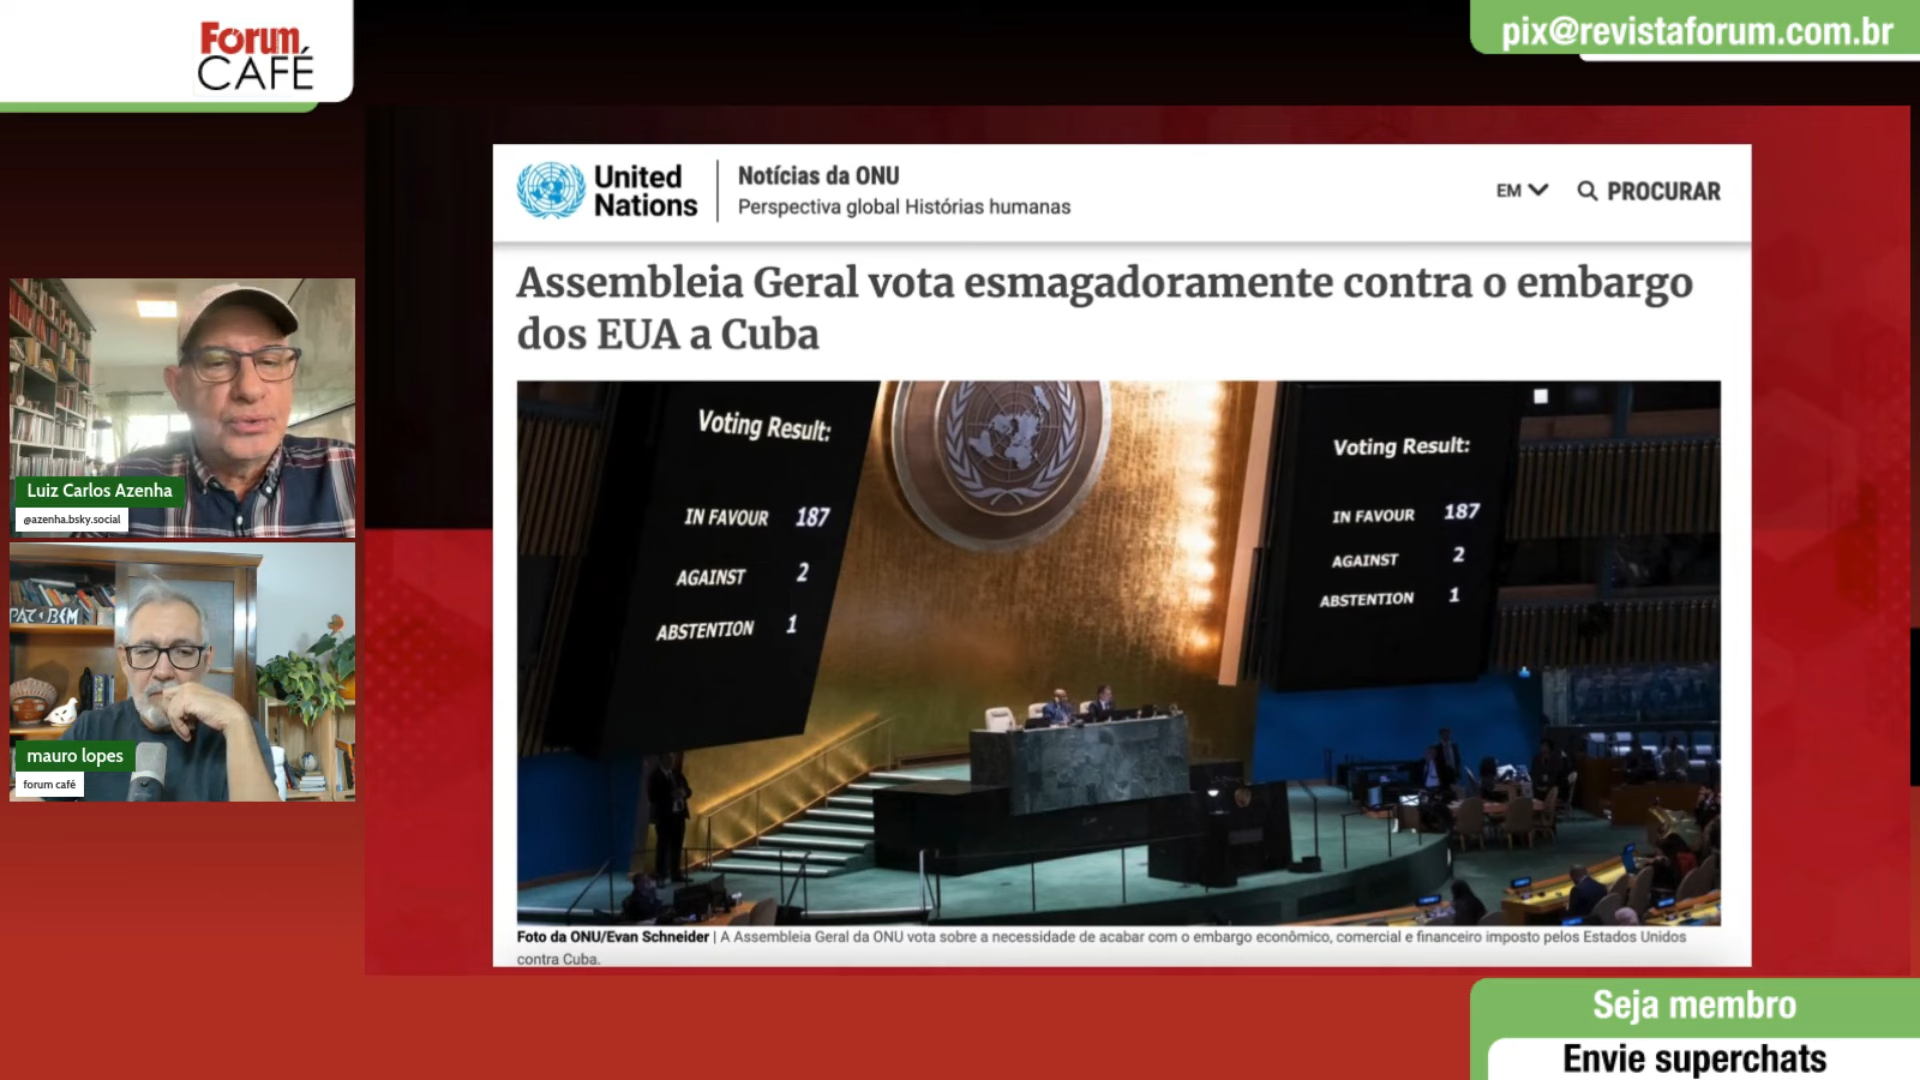 Forum
CAFÉ
pix@revistaforum.com.br
United
Nations
Notícias da ONU
Perspectiva global Histórias humanas
EM
PROCURAR
Assembleia Geral vota esmagadoramente contra o embargo
dos EUA a Cuba
Voting Result:
IN FAVOUR 187
AGAINST 2
ABSTENTION 1
Voting Result:
IN FAVOUR 187
AGAINST 2
ABSTENTION 1
Foto da ONU/Evan Schneider | A Assembleia Geral da ONU vota sobre a necessidade de acabar com o embargo econômico, comercial e financeiro imposto pelos Estados Unidos
contra Cuba.
Luiz Carlos Azenha
@azenha.bsky.social
PAZ E BEM
mauro lopes
forum café
Seja membro
Envie superchats